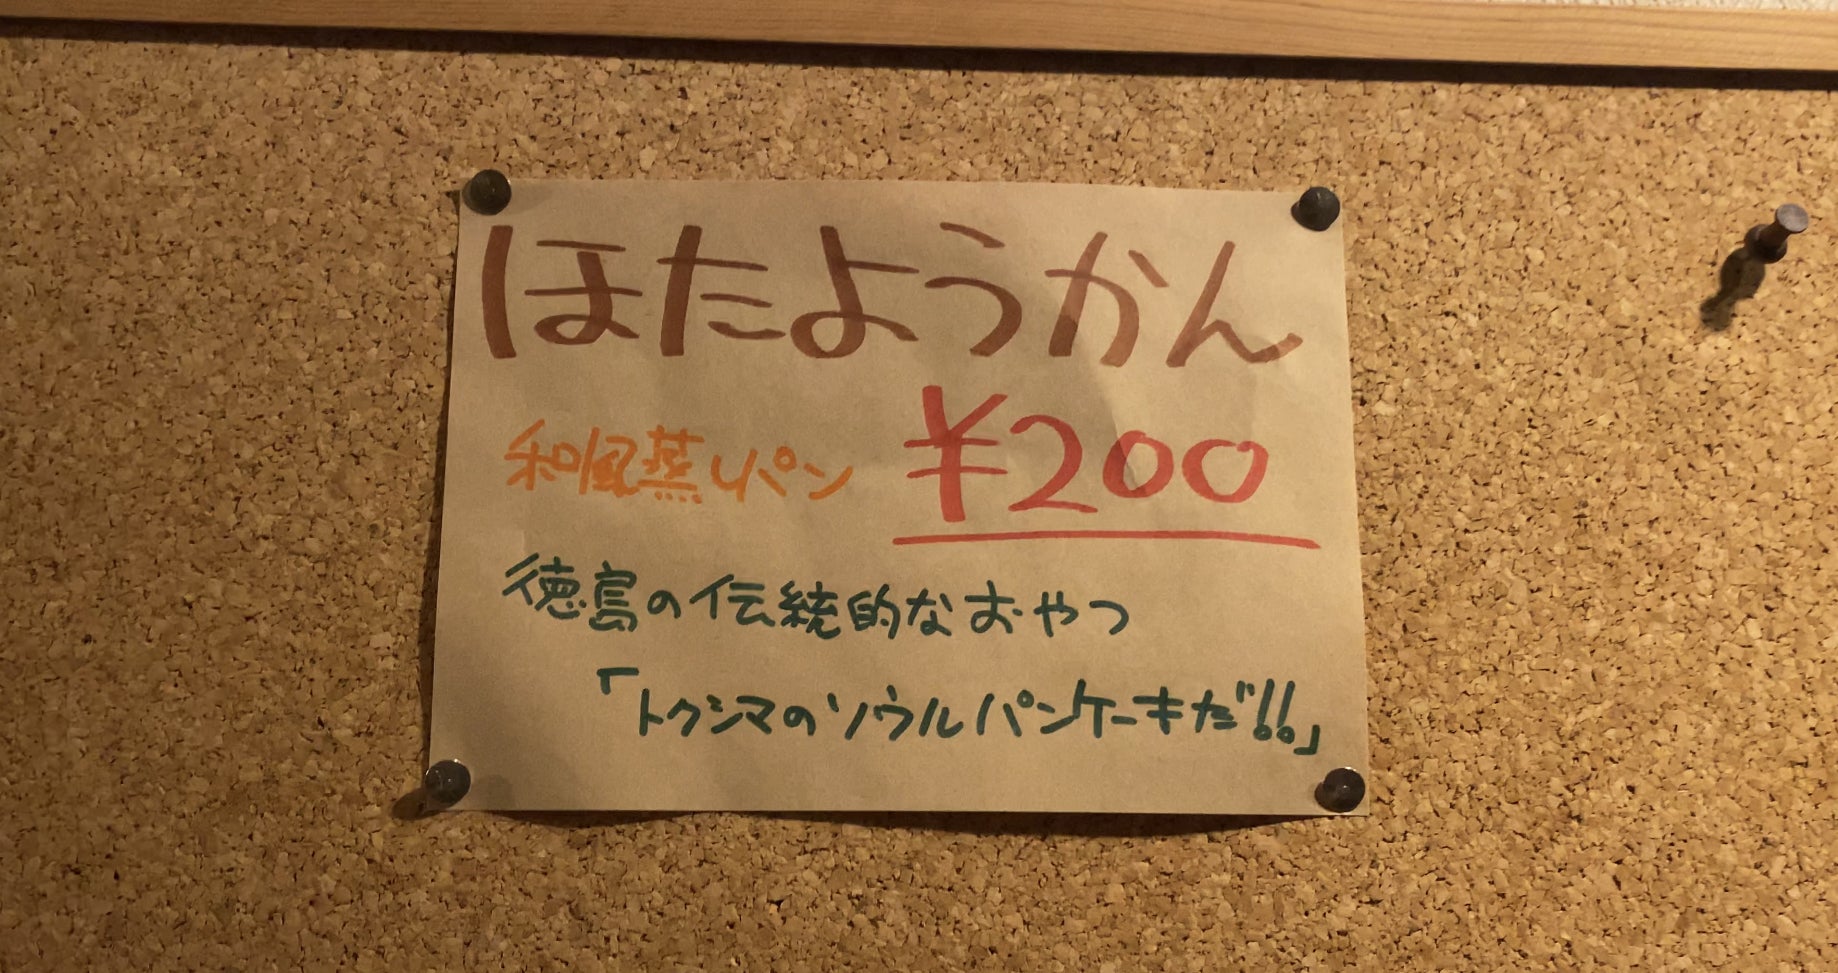 ほたようかん
和風蒸しパン ¥200
徳島の伝統的なおやつ
「トクシマのソウルパンケーキだ!!」